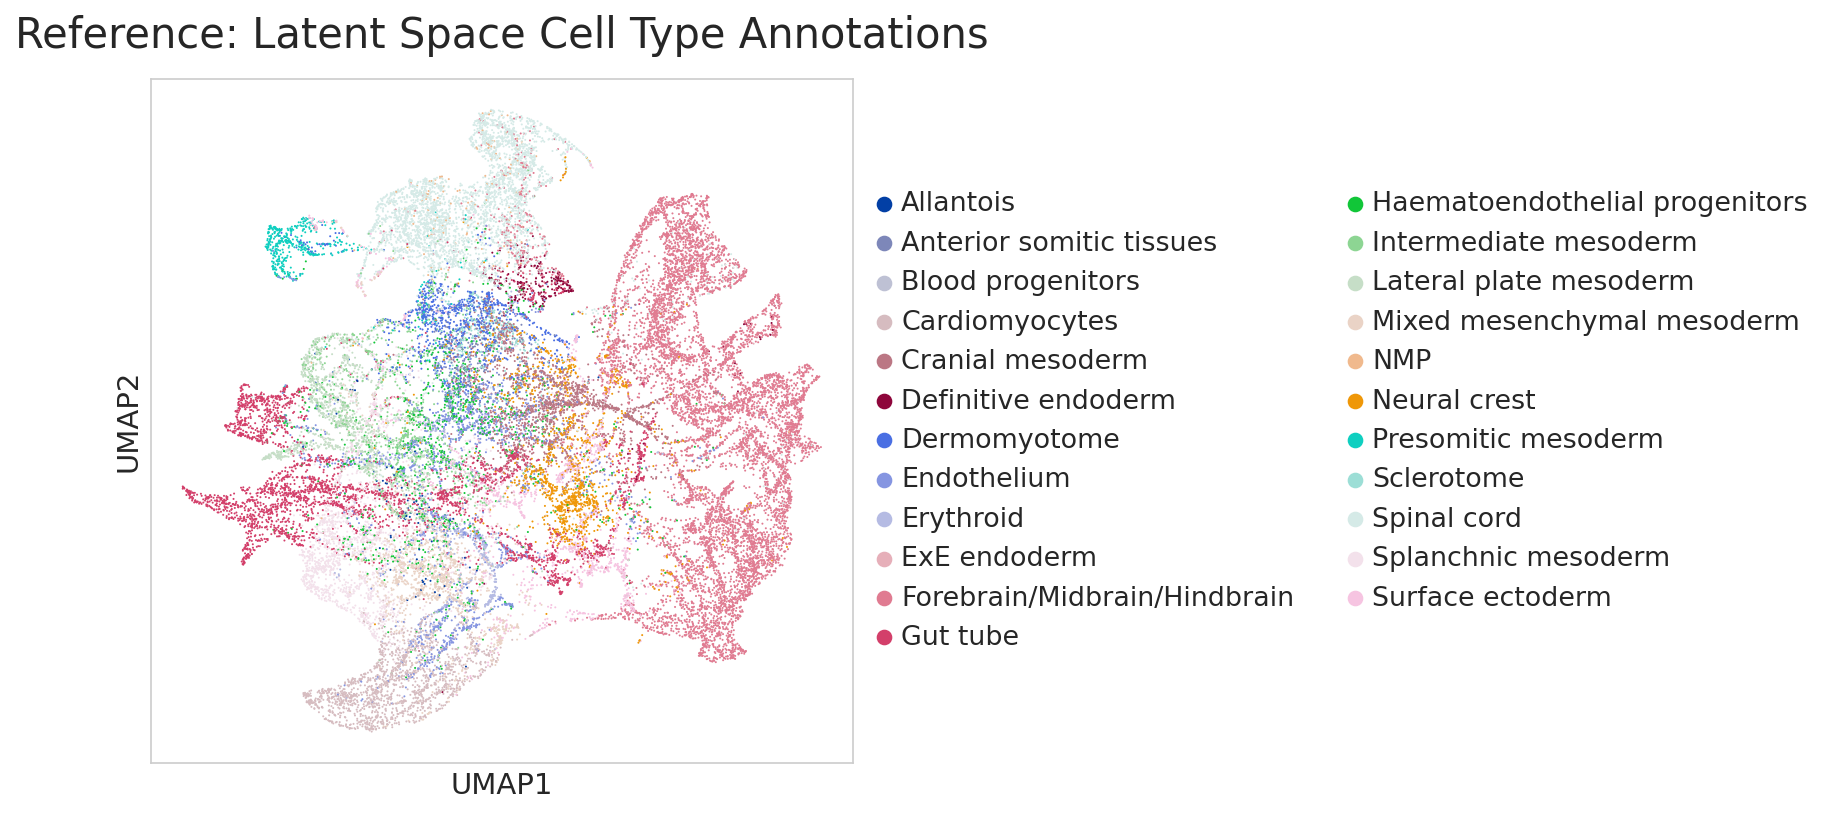 Reference: Latent Space Cell Type Annotations
UMAP2
UMAP1
Allantois
Anterior somitic tissues
Blood progenitors
Cardiomyocytes
Cranial mesoderm
Definitive endoderm
Dermomyotome
Endothelium
Erythroid
ExE endoderm
Forebrain/Midbrain/Hindbrain
Gut tube
Haematoendothelial progenitors
Intermediate mesoderm
Lateral plate mesoderm
Mixed mesenchymal mesoderm
NMP
Neural crest
Presomitic mesoderm
Sclerotome
Spinal cord
Splanchnic mesoderm
Surface ectoderm